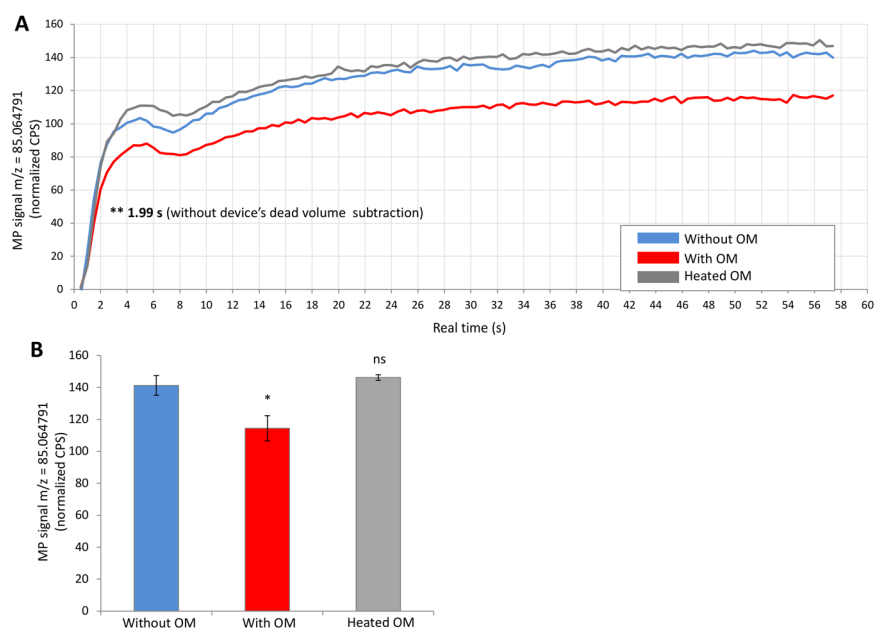 A
MP signal m/z = 85.064791
(normalized CPS)
160
140
120
100
80
60
40
20
0
** 1.99 s (without device's dead volume subtraction)
Without OM
With OM
Heated OM
0 2 4 6 8 10 12 14 16 18 20 22 24 26 28 30 32 34 36 38 40 42 44 46 48 50 52 54 56 58 60
Real time (s)
B
MP signal m/z = 85.064791
(normalized CPS)
160
140
120
100
80
60
40
20
0
*
ns
Without OM With OM Heated OM